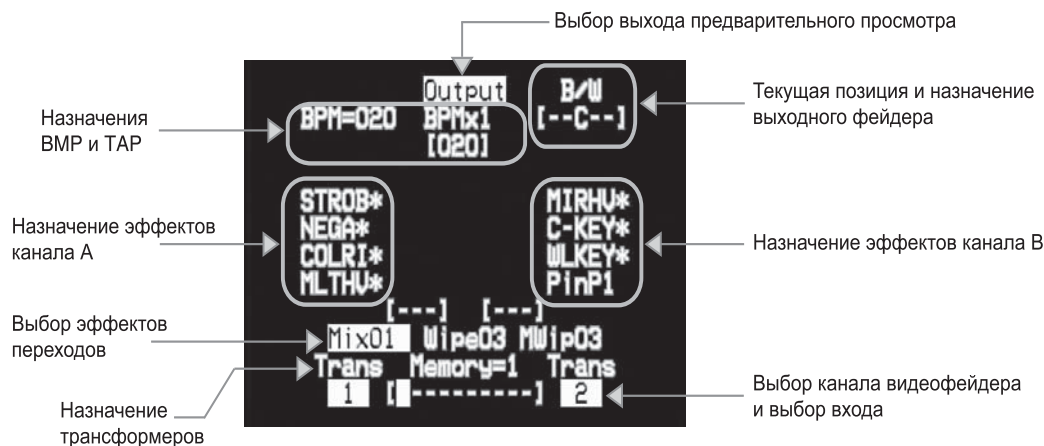 Выбор выхода предварительного просмотра
Output
B/W
BPM=020 BPMx1 [--C--]
[020]
Назначения
BMP и TAP
Текущая позиция и назначение
выходного фейдера
STROB*
NEGA*
COLRI*
MLTHV*
MIRHV*
C-KEY*
WLKEY*
PinP1
Назначение эффектов
канала A
Назначение эффектов канала B
[---] [---]
Mix01 Wipe03 MWip03
Trans Memory=1 Trans
1 [ ---------] 2
Выбор эффектов
переходов
Назначение
трансформеров
Выбор канала видеофейдера
и выбор входа